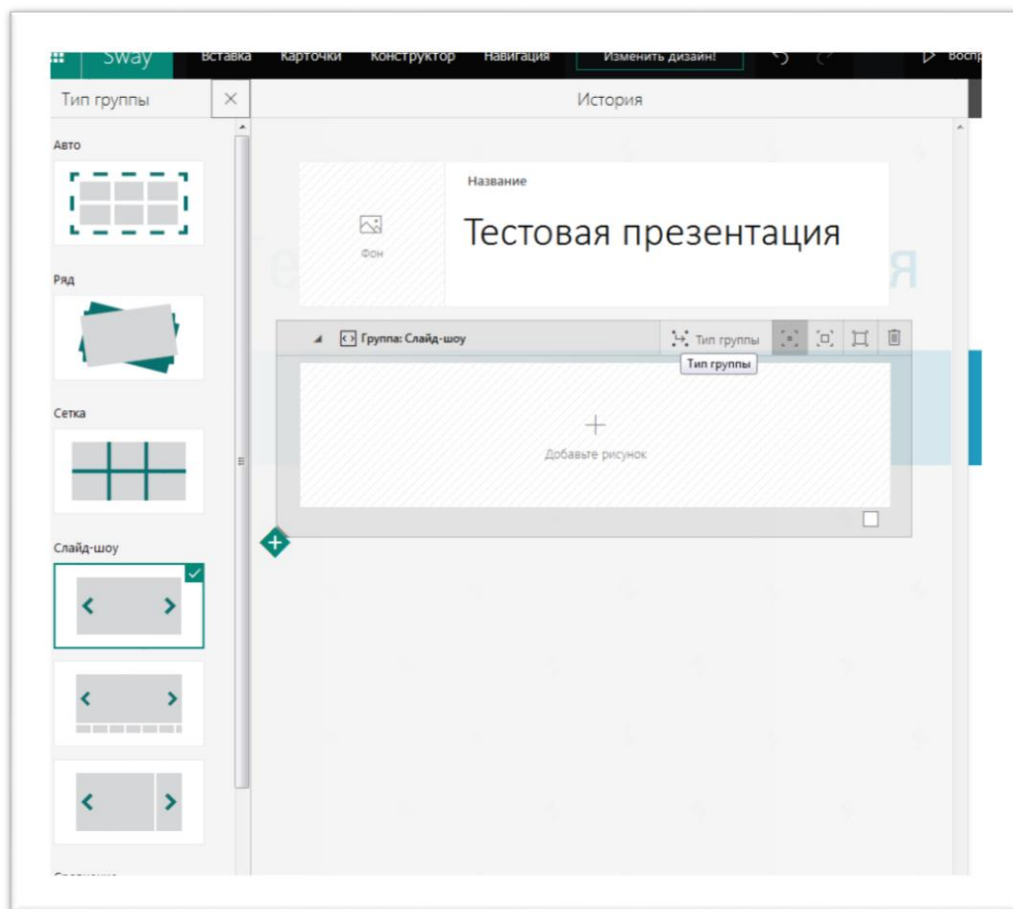 Sway Вставка Карточки Конструктор Навигация Изменить дизайн!
Тип группы
История
Авто
Название
Тестовая презентация
Фон
Ряд
Группа: Слайд-шоу
Тип группы
Тип группы
Сетка
Добавьте рисунок
Слайд-шоу